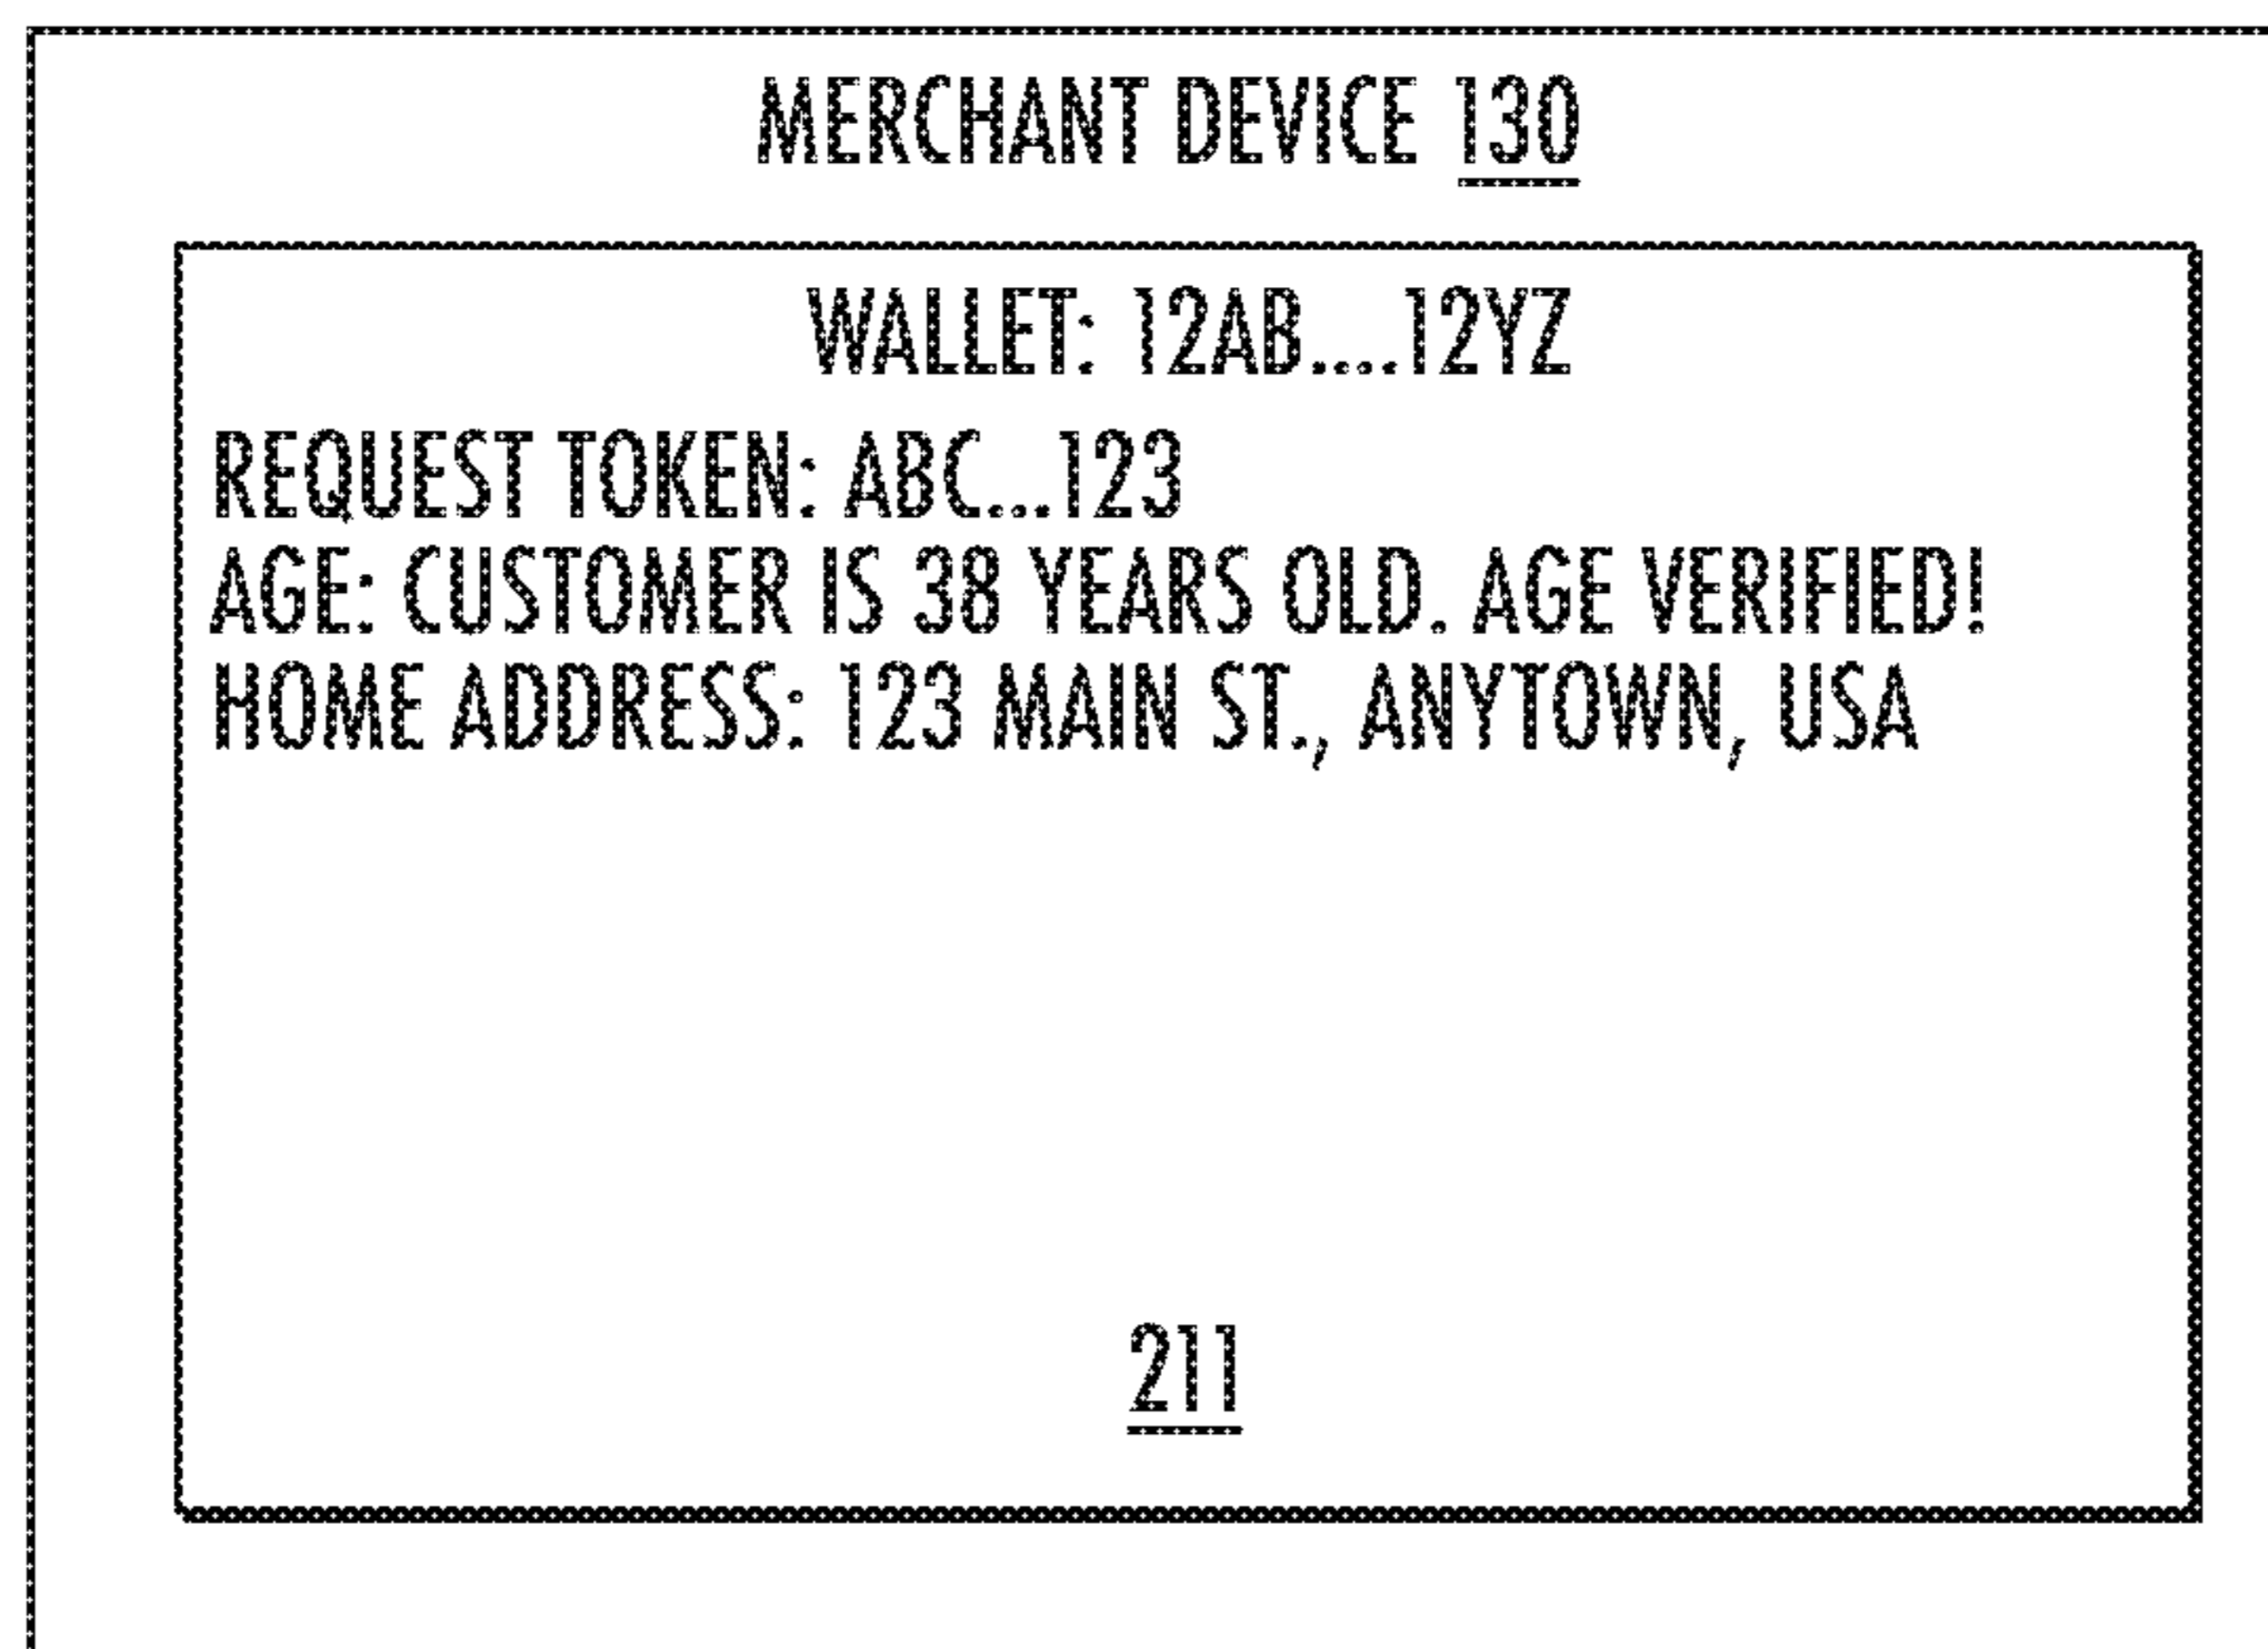 MERCHANT DEVICE 130
WALLET: 12AB....12YZ
REQUEST TOKEN: ABC...123
AGE: CUSTOMER IS 38 YEARS OLD. AGE VERIFIED!
HOME ADDRESS: 123 MAIN ST., ANYTOWN, USA
211